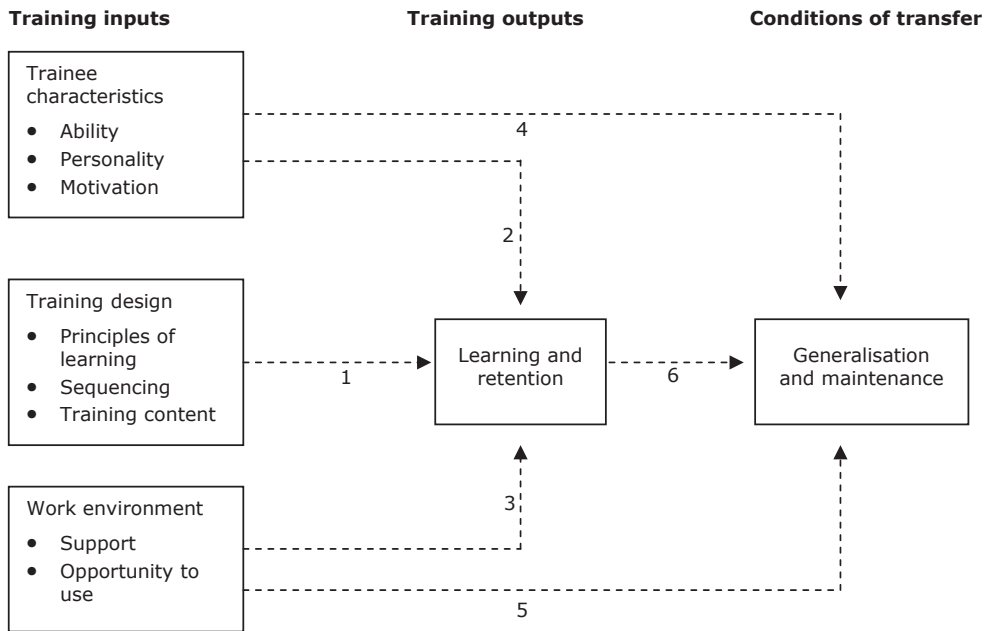 Training inputs
Training outputs
Conditions of transfer
Trainee
characteristics
• Ability
• Personality
• Motivation
4
2
Training design
• Principles of
learning
• Sequencing
• Training content
1
Learning and
retention
6
Generalisation
and maintenance
Work environment
• Support
• Opportunity to
use
3
5